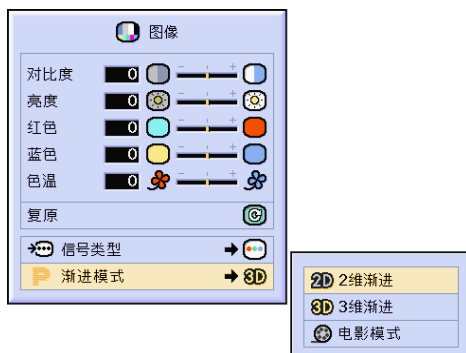 图像
对比度 0 - +
亮度 0 - +
红色 0 - +
蓝色 0 - +
色温 0 - +
复原
信号类型
P 渐进模式 3D
2D 2维渐进
3D 3维渐进
电影模式